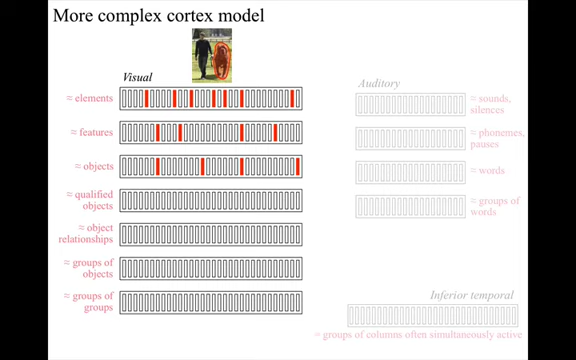 More complex cortex model
Visual
≈ elements
≈ features
≈ objects
≈ qualified
objects
≈ object
relationships
≈ groups of
objects
≈ groups of
groups
Auditory
≈ sounds,
silences
≈ phonemes,
pauses
≈ words
≈ groups of
words
Inferior temporal
≈ groups of columns often simultaneously active